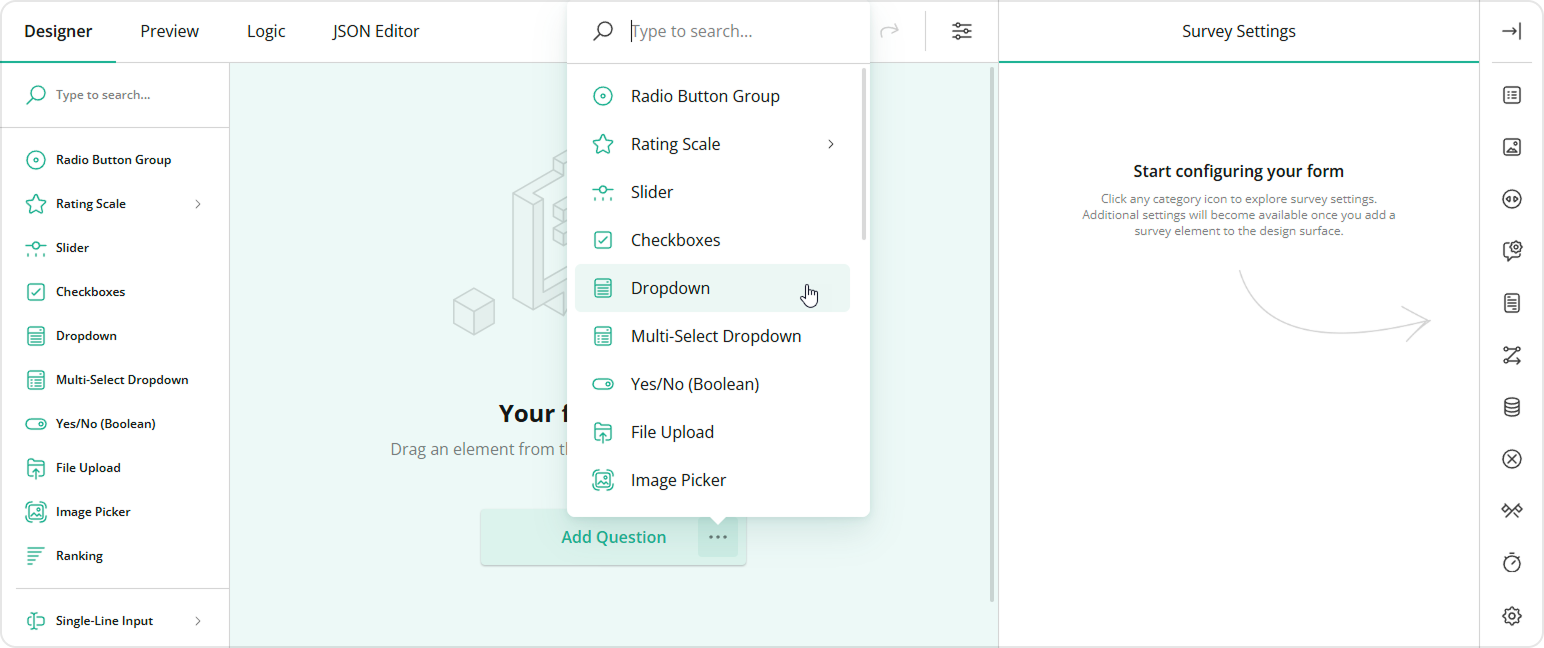 Designer
Preview
Logic
JSON Editor
Type to search...
Survey Settings
Type to search...
Radio Button Group
Rating Scale
Slider
Checkboxes
Dropdown
Multi-Select Dropdown
Yes/No (Boolean)
File Upload
Image Picker
Ranking
Single-Line Input
Radio Button Group
Rating Scale
Slider
Checkboxes
Dropdown
Multi-Select Dropdown
Yes/No (Boolean)
File Upload
Image Picker
Your f
Drag an element from th
Add Question
Start configuring your form
Click any category icon to explore survey settings.
Additional settings will become available once you add a
survey element to the design surface.